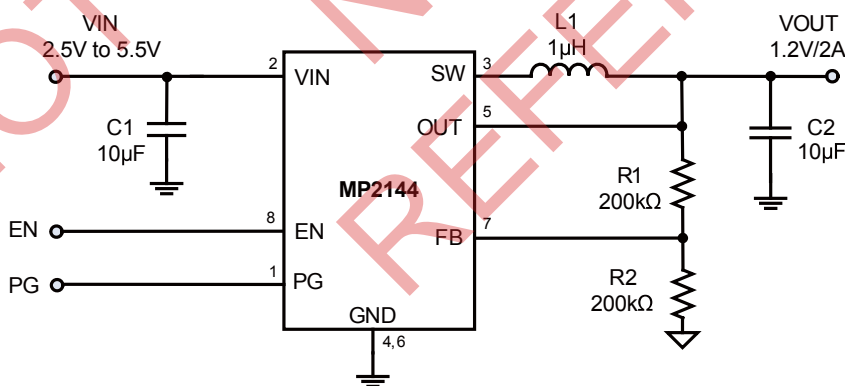 VIN
2.5V to 5.5V
L1
1µH
VOUT
1.2V/2A
2
VIN
SW
3
C1
10µF
OUT
5
C2
10µF
MP2144
R1
200kΩ
EN
8
EN
FB
7
PG
1
PG
R2
200kΩ
GND
4,6